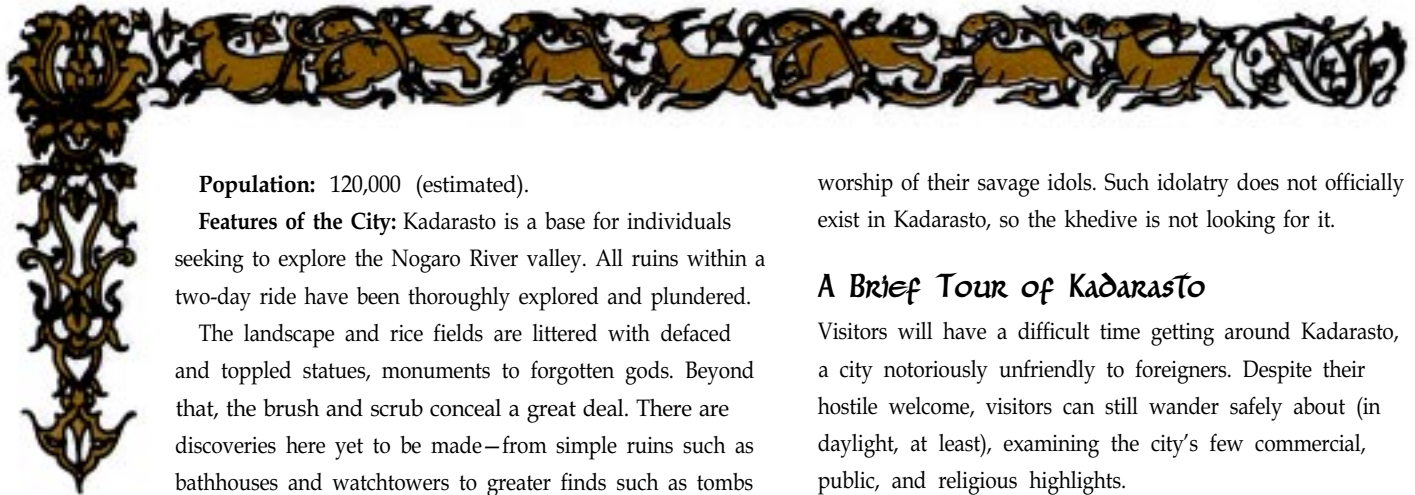 Population: 120,000 (estimated).
Features of the City: Kadarasto is a base for individuals
seeking to explore the Nogaro River valley. All ruins within a
two-day ride have been thoroughly explored and plundered.
The landscape and rice fields are littered with defaced
and toppled statues, monuments to forgotten gods. Beyond
that, the brush and scrub conceal a great deal. There are
discoveries here yet to be made—from simple ruins such as
bathhouses and watchtowers to greater finds such as tombs
worship of their savage idols. Such idolatry does not officially
exist in Kadarasto, so the khedive is not looking for it.
A Brief Tour of Kadarasto
Visitors will have a difficult time getting around Kadarasto,
a city notoriously unfriendly to foreigners. Despite their
hostile welcome, visitors can still wander safely about (in
daylight, at least), examining the city's few commercial,
public, and religious highlights.